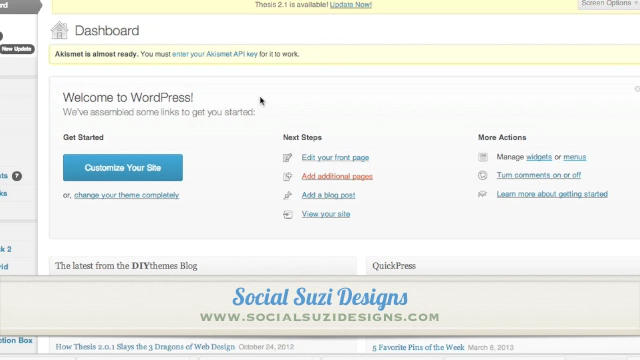 Thesis 2.1 is available! Update Now!
Screen Options
New Update
Dashboard
Akismet is almost ready. You must enter your Akismet API key for it to work.
Welcome to WordPress!
We've assembled some links to get you started:
Get Started
Customize Your Site
or, change your theme completely
Next Steps
Edit your front page
Add additional pages
Add a blog post
View your site
More Actions
Manage widgets or menus
Turn comments on or off
Learn more about getting started
7
The latest from the DIYthemes Blog
QuickPress
Social Suzi Designs
WWW.SOCIALSUZIDESIGNS.COM
How Thesis 2.0.1 Slays the 3 Dragons of Web Design October 24, 2012
5 Favorite Pins of the Week March 8, 2013